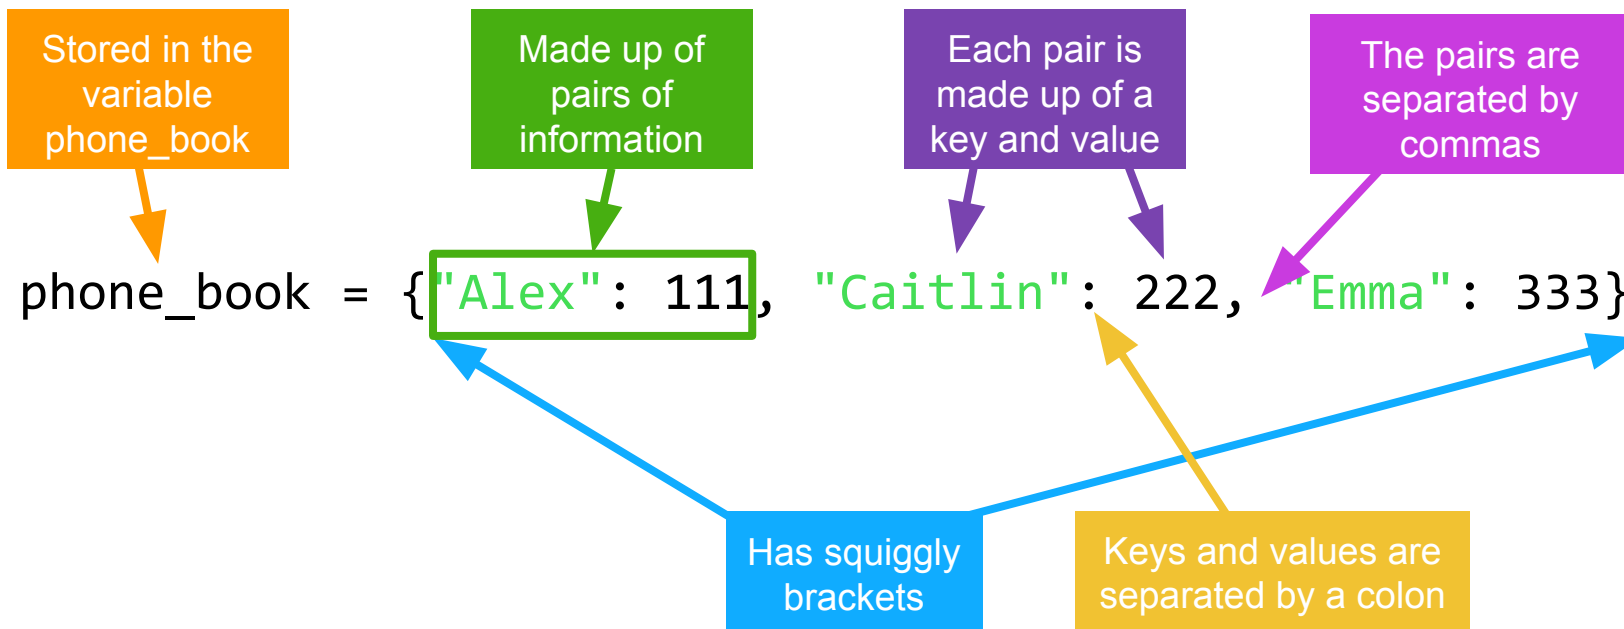 Stored in the
variable
phone_book
Made up of
pairs of
information
Each pair is
made up of a
key and value
The pairs are
separated by
commas
phone_book = {"Alex": 111, "Caitlin": 222, "Emma": 333}
Has squiggly
brackets
Keys and values are
separated by a colon